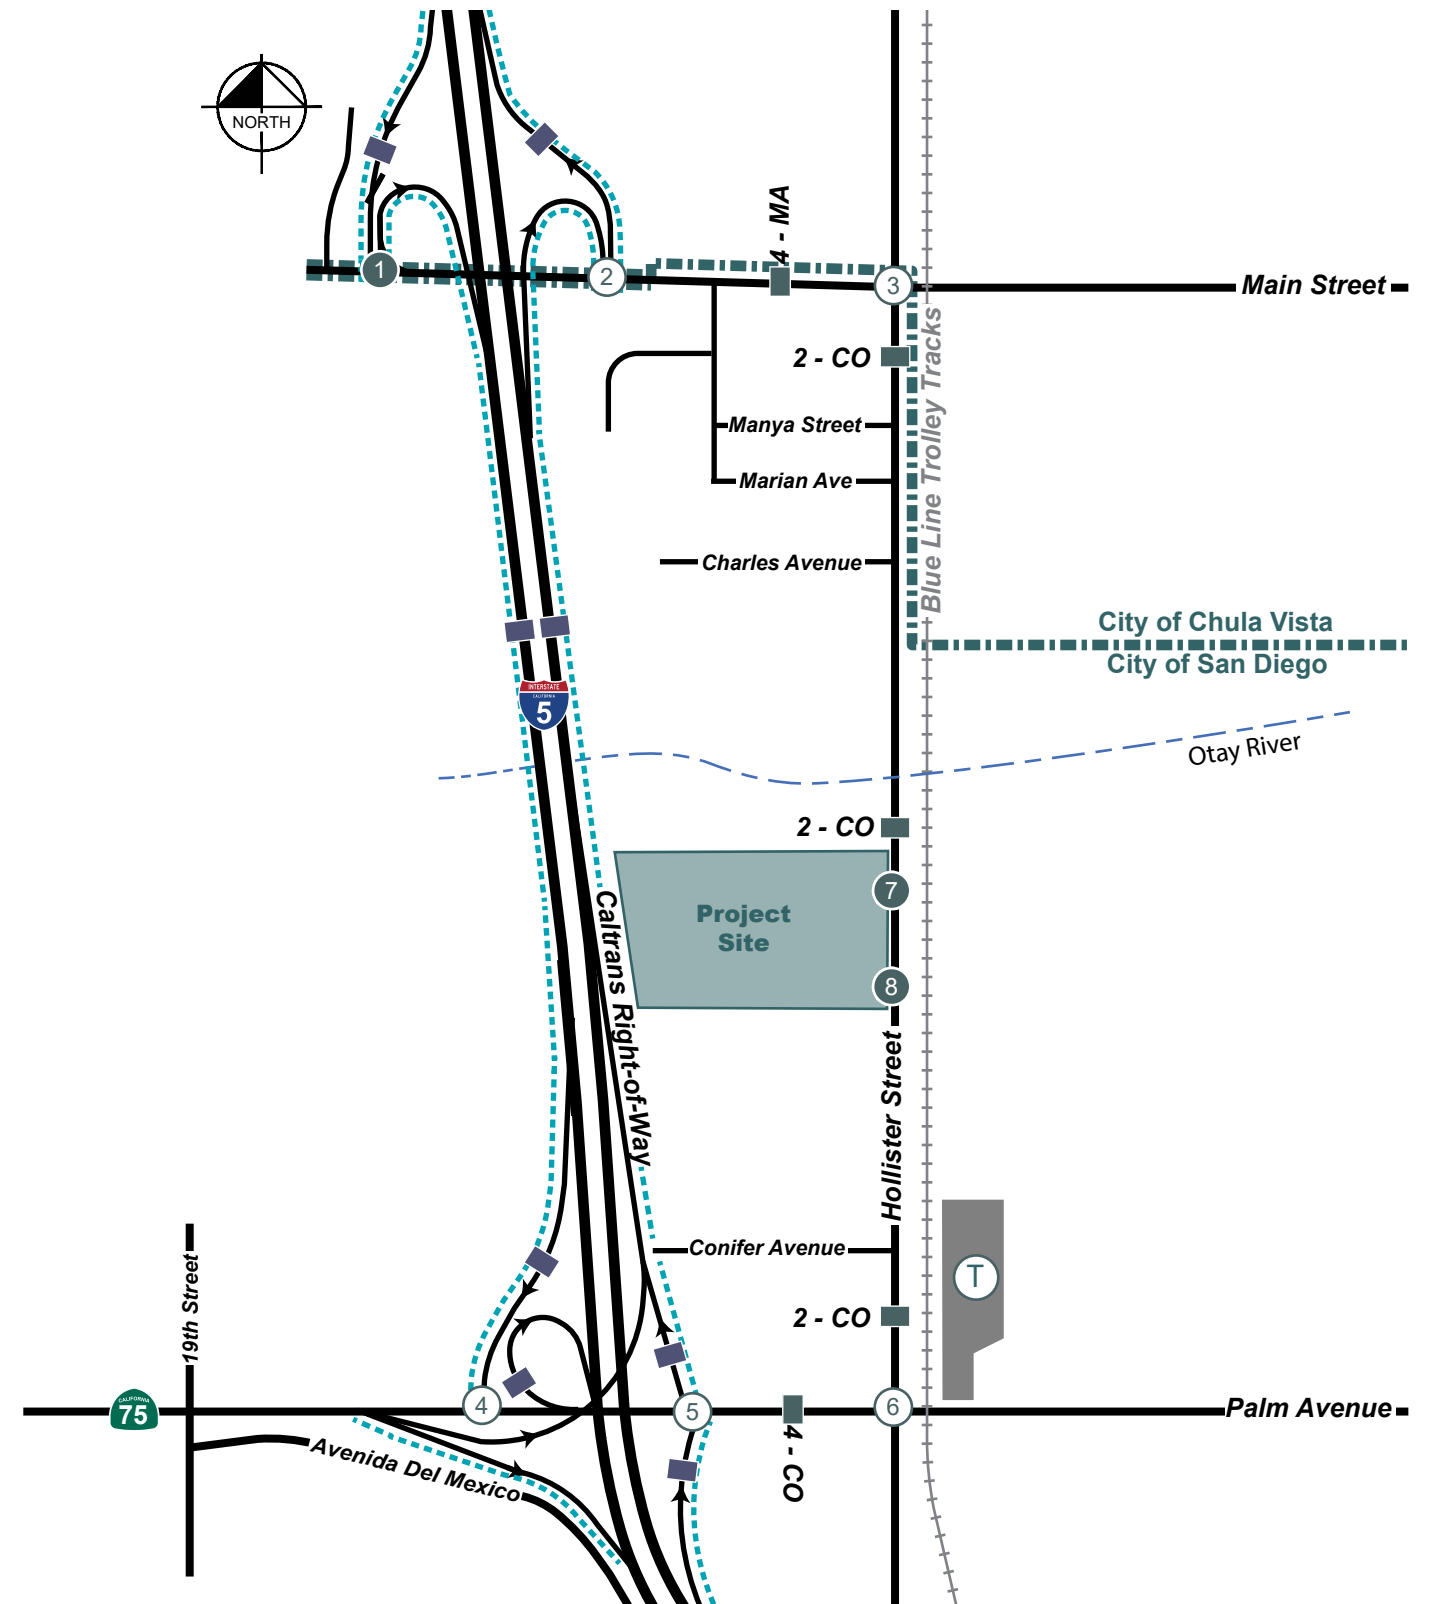 NORTH
4 - MA
1
2
3
Main Street
2 - CO
Blue Line Trolley Tracks
Manya Street
Marian Ave
Charles Avenue
City of Chula Vista
City of San Diego
INTERSTATE
CALIFORNIA
5
Otay River
2 - CO
7
Project
Site
Caltrans Right-of-Way
8
Hollister Street
Conifer Avenue
19th Street
T
2 - CO
CALIFORNIA
75
4
5
6
Palm Avenue
4 - CO
Avenida Del Mexico